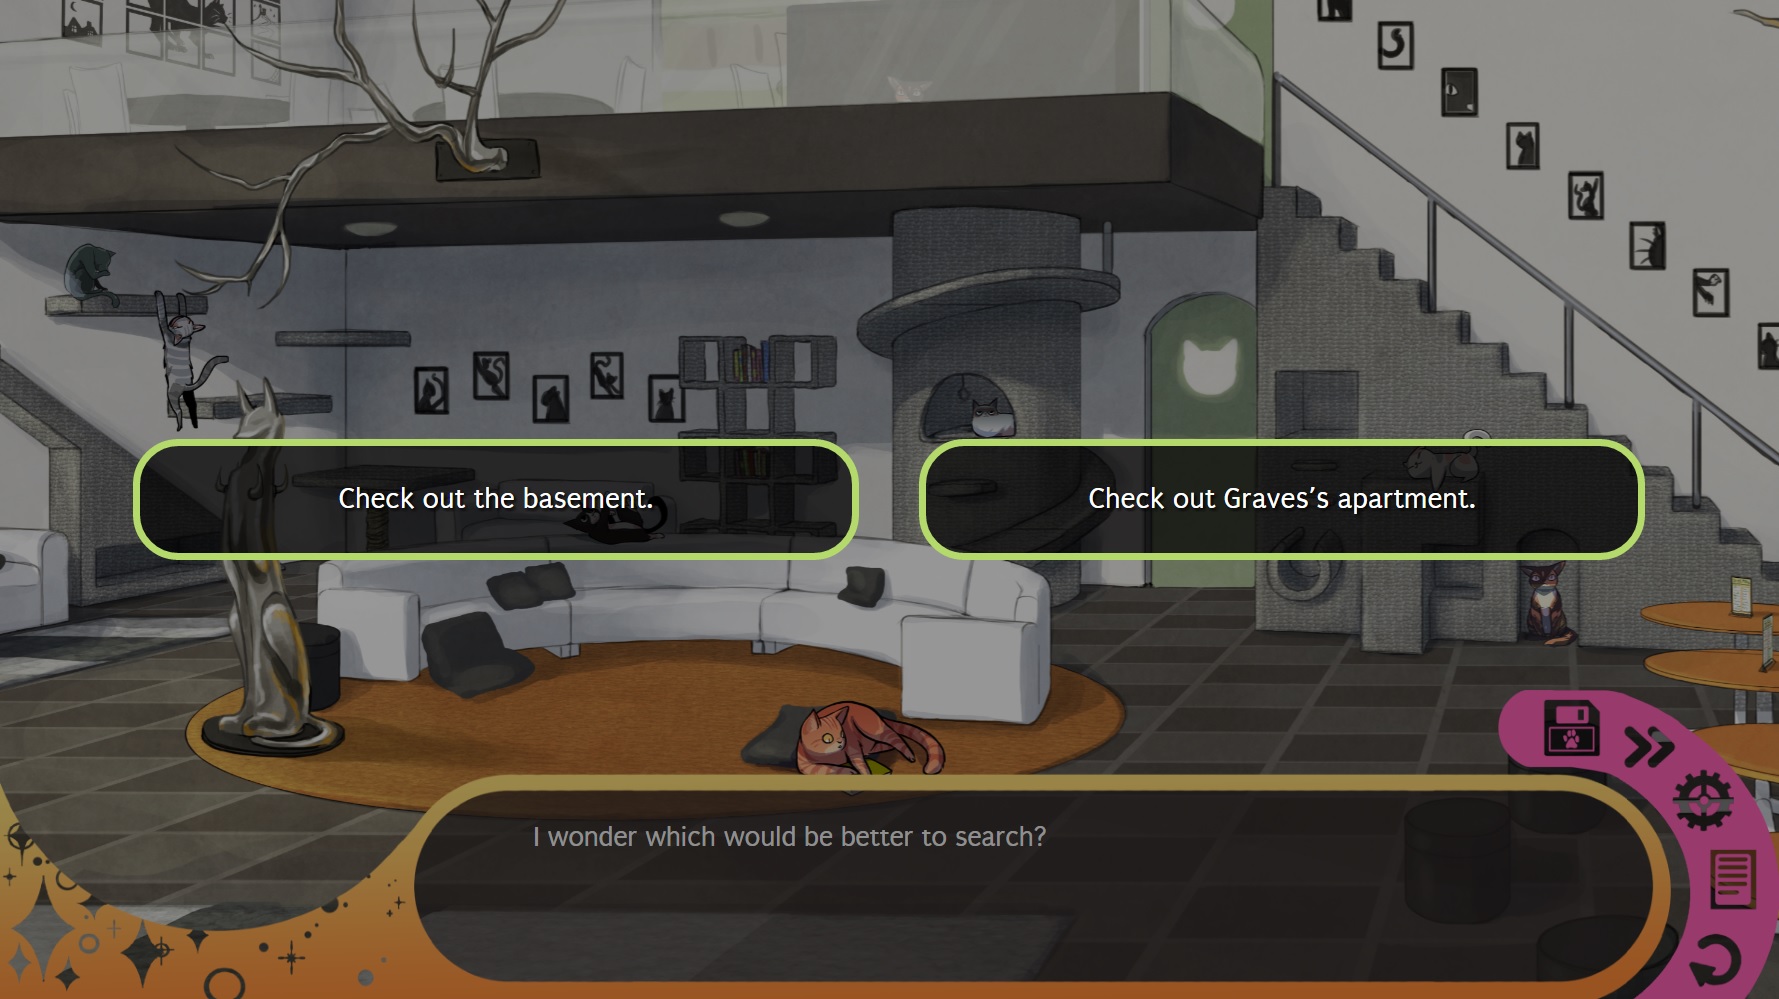 Check out the basement.
Check out Graves's apartment.
I wonder which would be better to search?